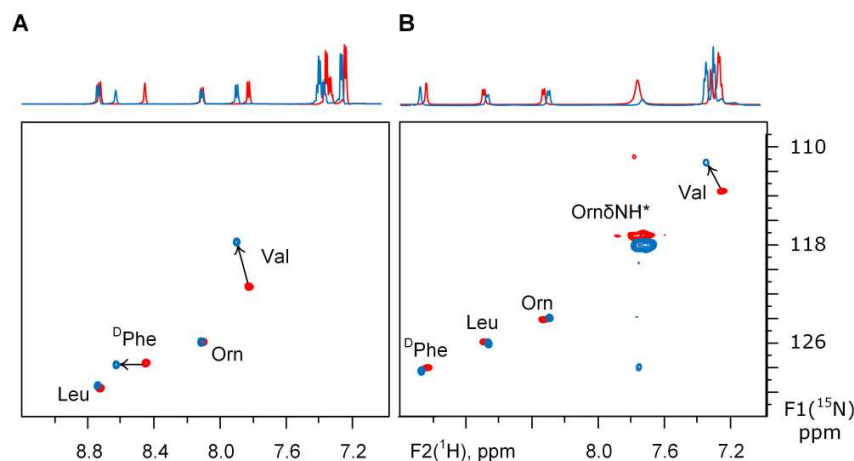 A
B
Val
DPhe
Orn
Leu
8.8 8.4 8.0 7.6 7.2
OrnδNH*
Val
Orn
Leu
DPhe
110
118
126
F1(15N)
ppm
F2(1H), ppm 8.0 7.6 7.2